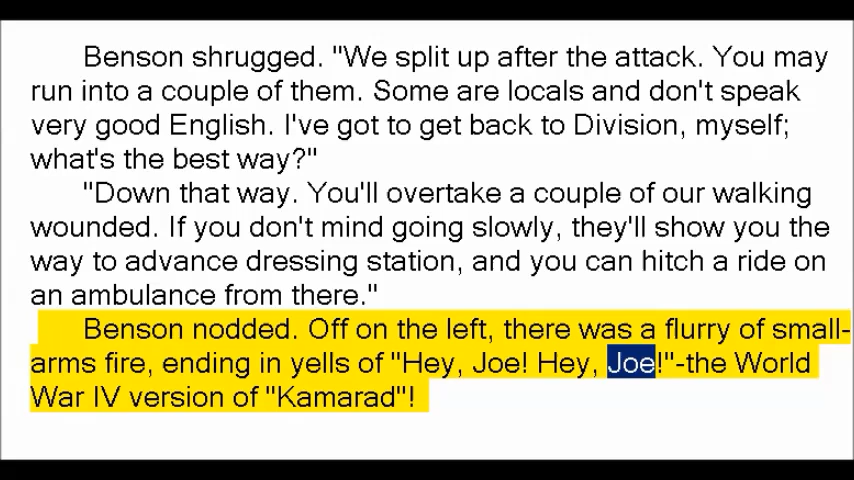 Benson shrugged. "We split up after the attack. You may
run into a couple of them. Some are locals and don't speak
very good English. I've got to get back to Division, myself;
what's the best way?"
"Down that way. You'll overtake a couple of our walking
wounded. If you don't mind going slowly, they'll show you the
way to advance dressing station, and you can hitch a ride on
an ambulance from there."
Benson nodded. Off on the left, there was a flurry of small-
arms fire, ending in yells of "Hey, Joe! Hey, Joe!"-the World
War IV version of "Kamarad"!